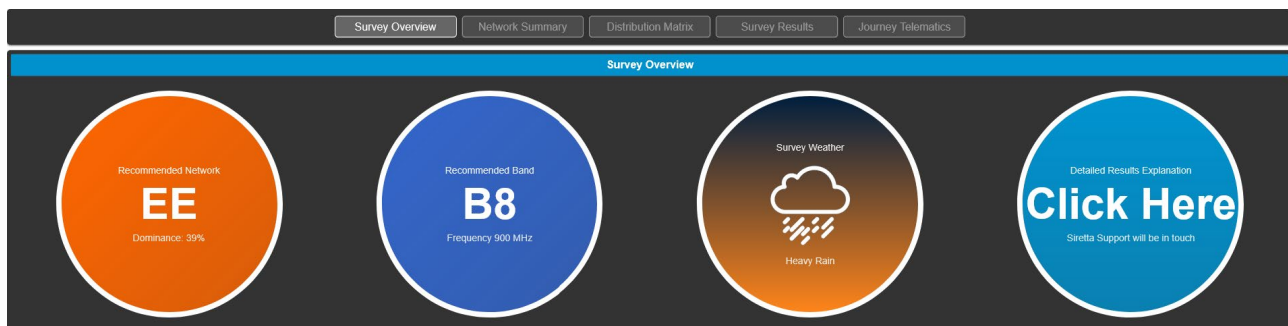 Survey Overview
Network Summary
Distribution Matrix
Survey Results
Journey Telematics
Survey Overview
Recommended Network
EE
Dominance: 39%
Recommended Band
B8
Frequency 900 MHz
Survey Weather
Heavy Rain
Detailed Results Explanation
Click Here
Siretta Support will be in touch